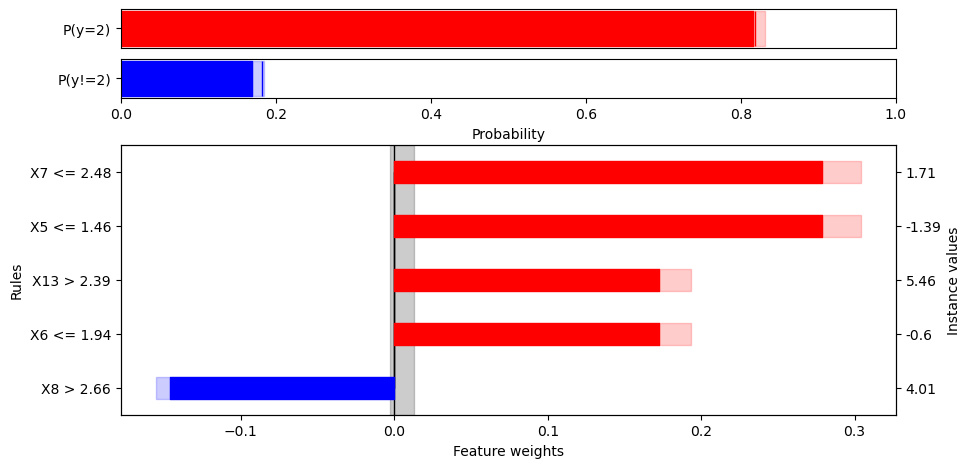 P(y=2)
P(y!=2)
0.0 0.2 0.4 0.6 0.8 1.0
Probability
X7 <= 2.48 1.71
X5 <= 1.46 -1.39
X13 > 2.39 5.46
X6 <= 1.94 -0.6
X8 > 2.66 4.01
Rules
Instance values
−0.1 0.0 0.1 0.2 0.3
Feature weights